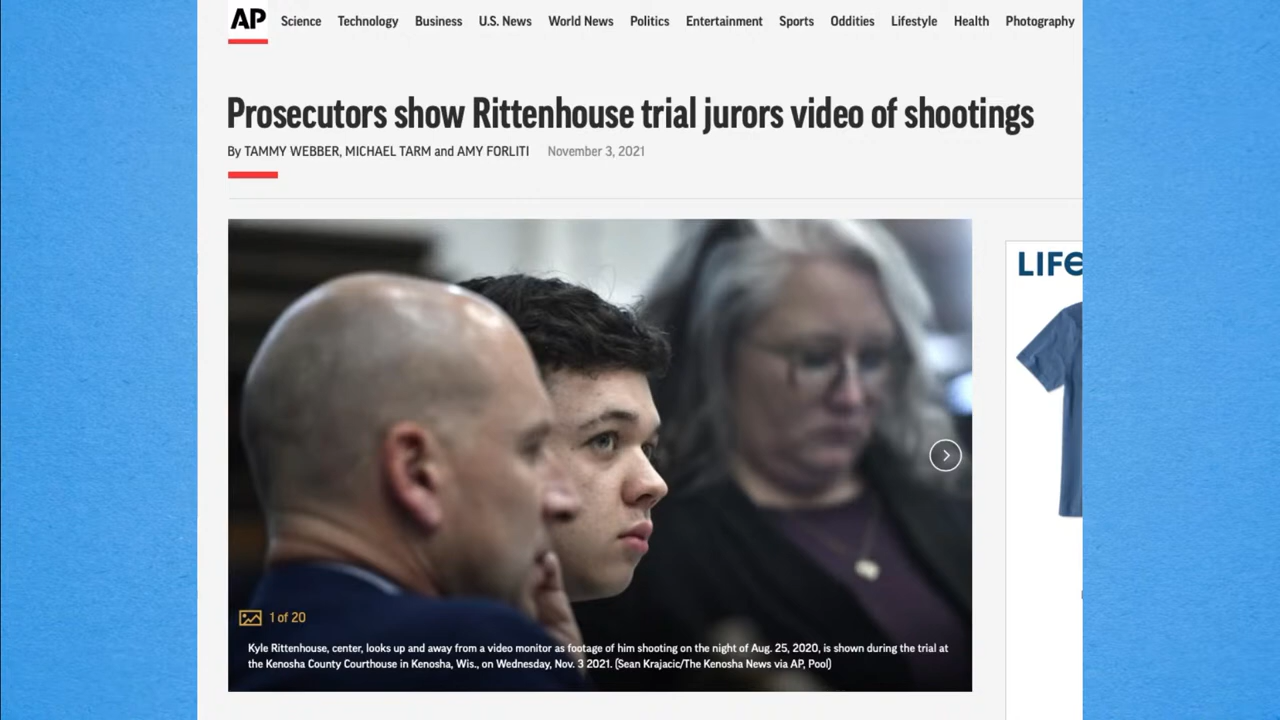 AP Science Technology Business U.S. News World News Politics Entertainment Sports Oddities Lifestyle Health Photography
Prosecutors show Rittenhouse trial jurors video of shootings
By TAMMY WEBBER, MICHAEL TARM and AMY FORLITI November 3, 2021
LIFE
1 of 20
Kyle Rittenhouse, center, looks up and away from a video monitor as footage of him shooting on the night of Aug. 25, 2020, is shown during the trial at
the Kenosha County Courthouse in Kenosha, Wis., on Wednesday, Nov. 3 2021. (Sean Krajacic/The Kenosha News via AP, Pool)